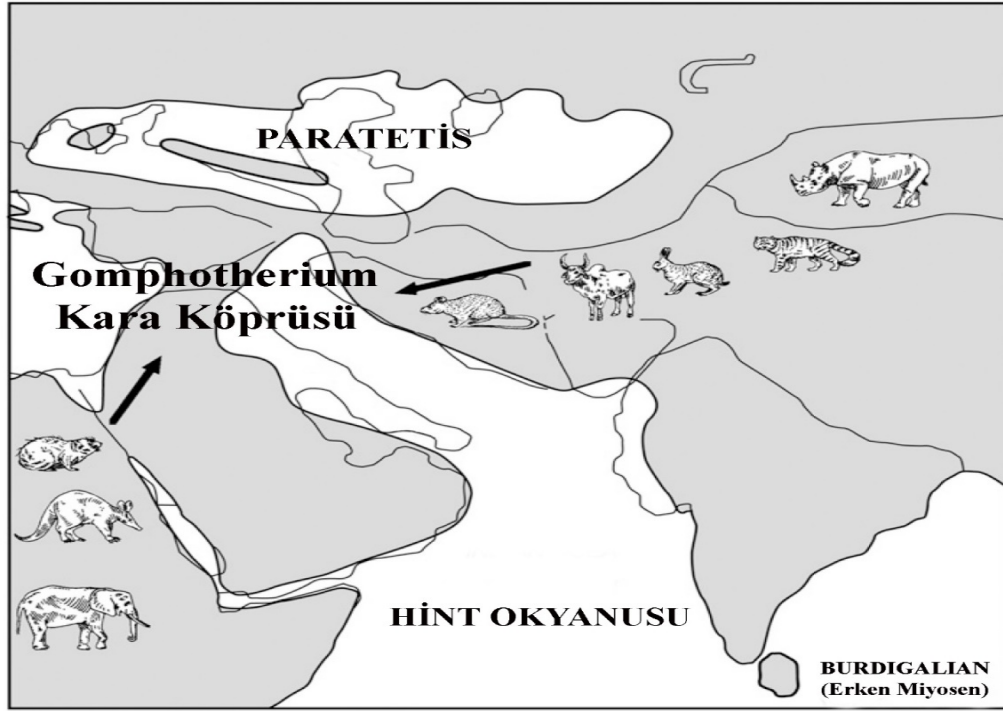 PARATETİS
Gomphotherium
Kara Köprüsü
HİNT OKYANUSU
BURDIGALIAN
(Erken Miyosen)